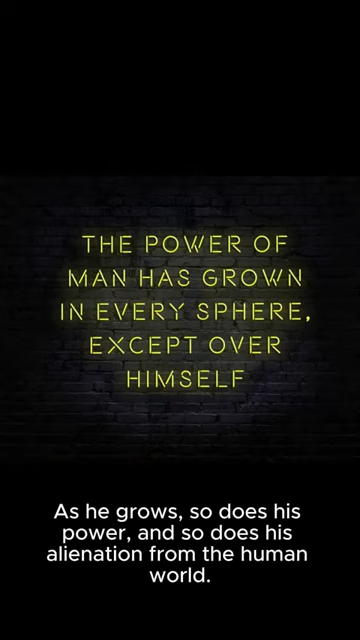 THE POWER OF
MAN HAS GROWN
IN EVERY SPHERE,
EXCEPT OVER
HIMSELF
As he grows, so does his
power, and so does his
alienation from the human
world.